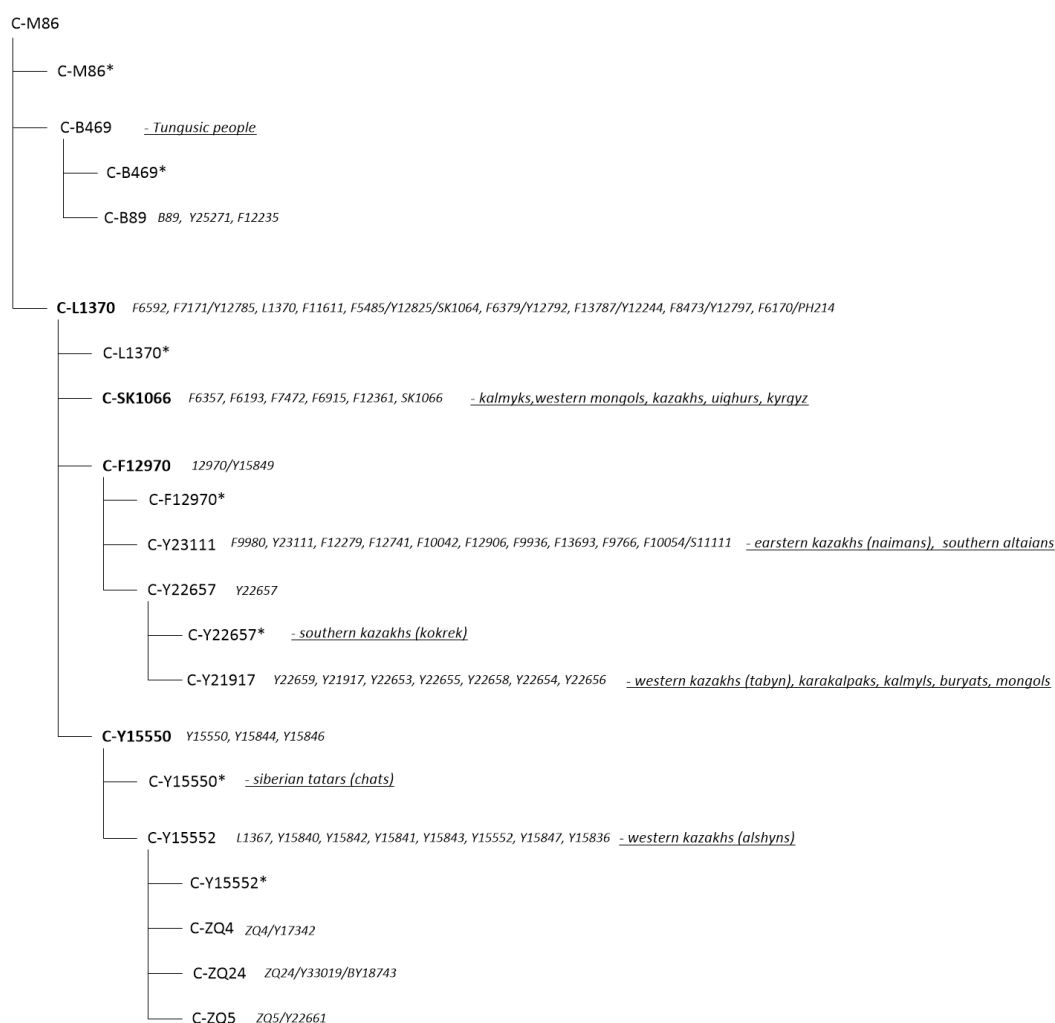 C-M86
C-M86*
C-B469 - Tungusic people
C-B469*
C-B89 B89, Y25271, F12235
C-L1370 F6592, F7171/Y12785, L1370, F11611, F5485/Y12825/SK1064, F6379/Y12792, F13787/Y12244, F8473/Y12797, F6170/PH214
C-L1370*
C-SK1066 F6357, F6193, F7472, F6915, F12361, SK1066 - kalmyks,western mongols, kazakhs, uighurs, kyrgyz
C-F12970 12970/Y15849
C-F12970*
C-Y23111 F9980, Y23111, F12279, F12741, F10042, F12906, F9936, F13693, F9766, F10054/S11111 - earstern kazakhs (naimans), southern altaians
C-Y22657 Y22657
C-Y22657* - southern kazakhs (kokrek)
C-Y21917 Y22659, Y21917, Y22653, Y22655, Y22658, Y22654, Y22656 - western kazakhs (tabyn), karakalpaks, kalmyls, buryats, mongols
C-Y15550 Y15550, Y15844, Y15846
C-Y15550* - siberian tatars (chats)
C-Y15552 L1367, Y15840, Y15842, Y15841, Y15843, Y15552, Y15847, Y15836 - western kazakhs (alshyns)
C-Y15552*
C-ZQ4 ZQ4/Y17342
C-ZQ24 ZQ24/Y33019/BY18743
C-ZQ5 ZQ5/Y22661